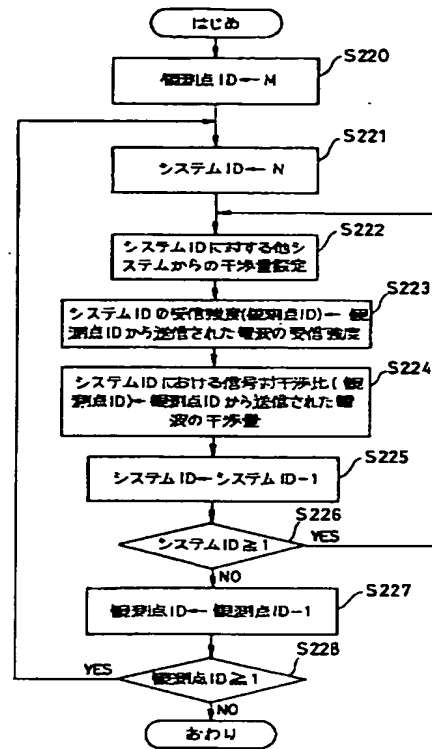 はじめ
S220
観測点ID←M
S221
システムID←N
S222
システムIDにおける他シ
ステムからの干渉量設定
S223
システムIDの受信強度(観測点ID)← 観
測点IDから送信された電波の受信強度
S224
システムIDにおける信号対干渉比(観
測点ID)←観測点IDから送信された電
波の干渉量
S225
システムID←システムID-1
S226
システムID≧1
YES
NO
S227
観測点ID← 観測点ID-1
S228
YES
観測点ID≧1
NO
おわり